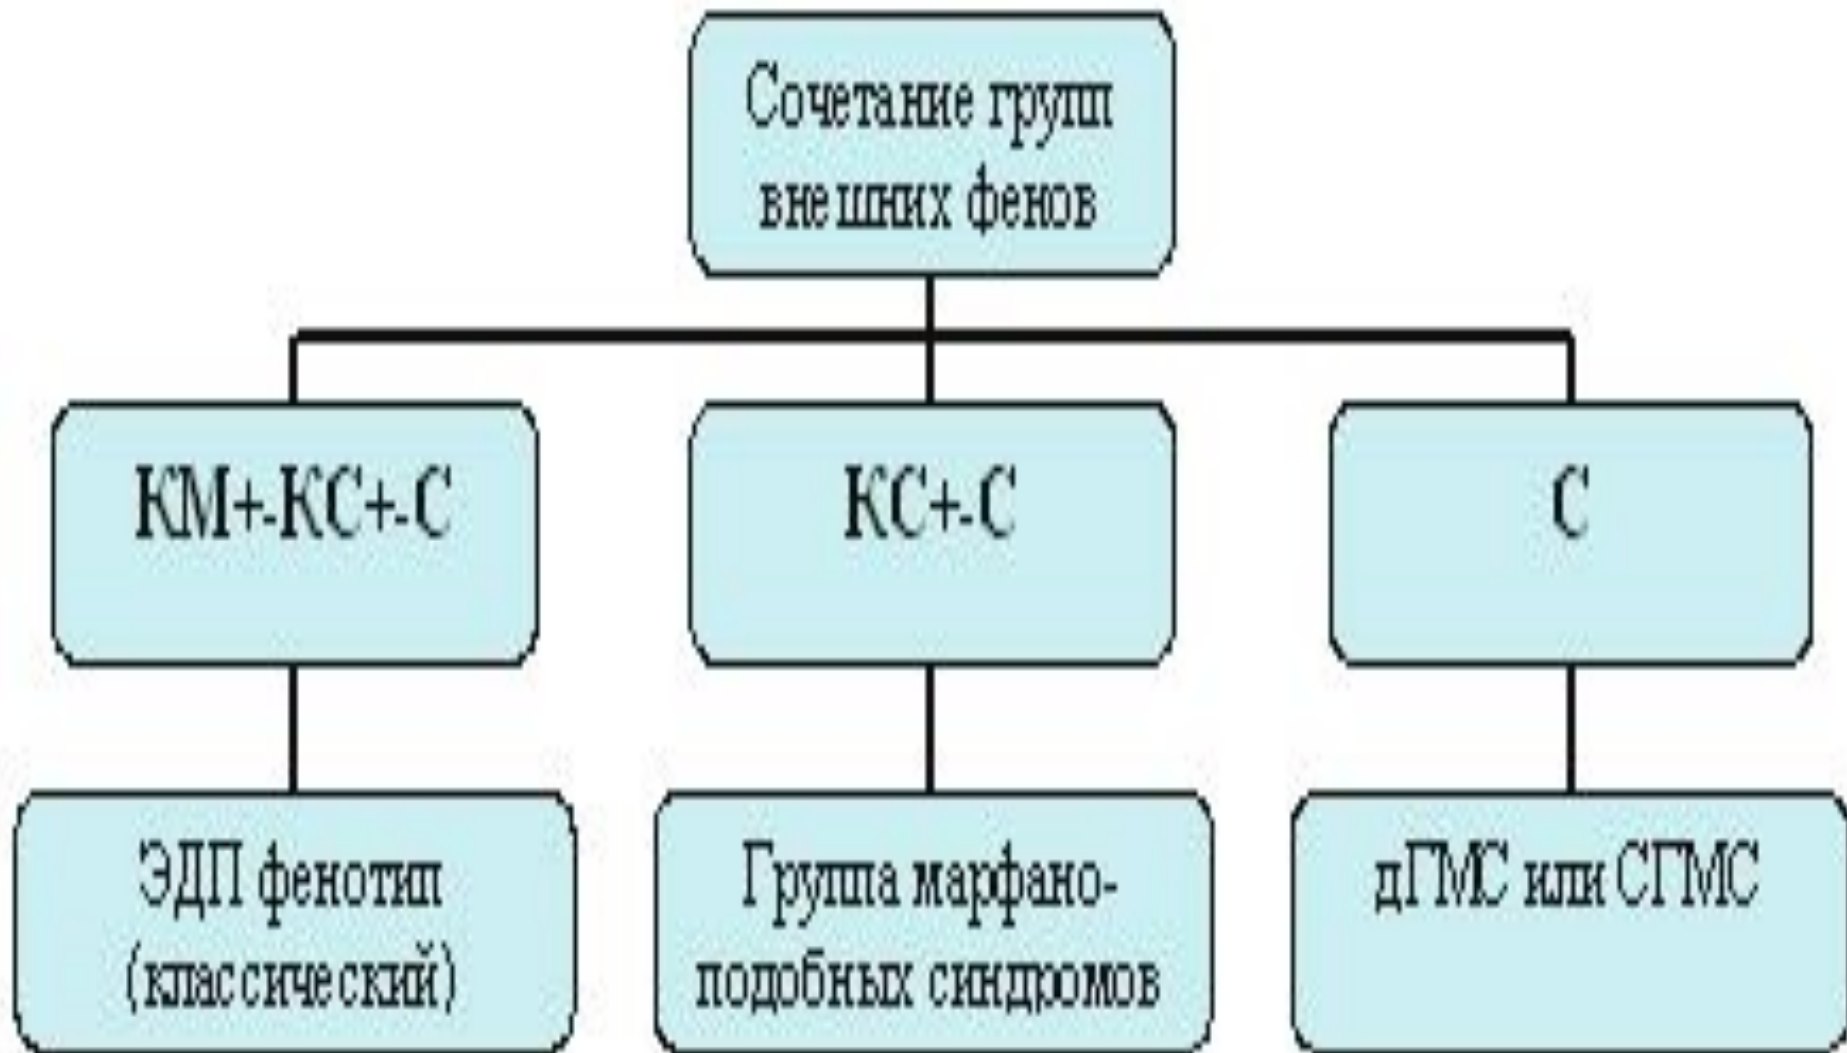 Сочетание групп
внешних фенов
КМ+-КС+-С
КС+-С
С
ЭДП фенотип
(классический)
Группа марфано-
подобных синдромов
дГМС или СГМС